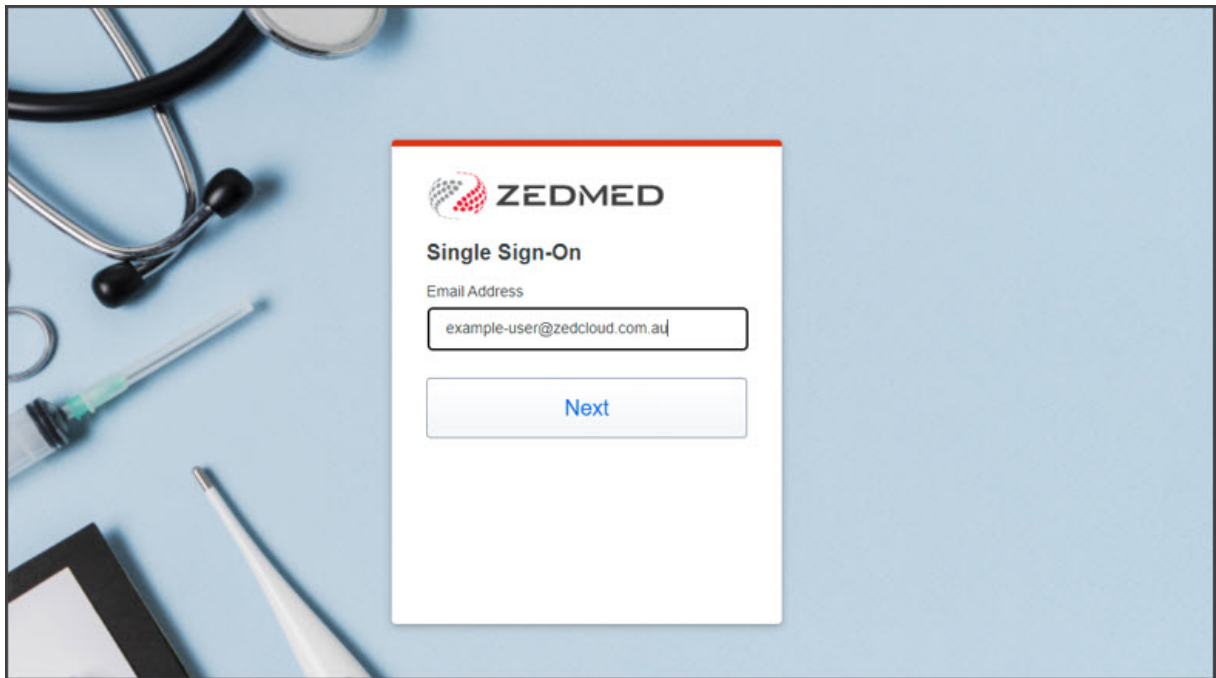 ZEDMED
Single Sign-On
Email Address
example-user@zedcloud.com.au
Next